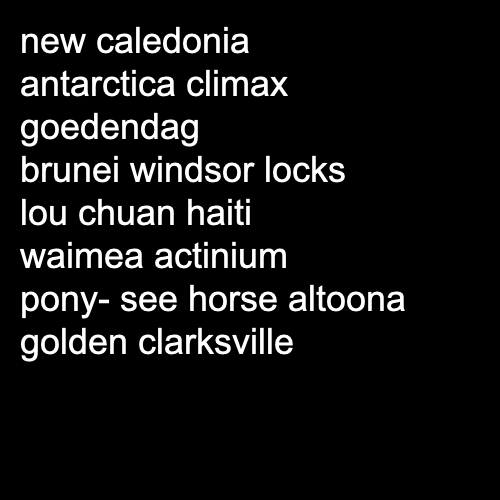 new caledonia
antarctica climax
goedendag
brunei windsor locks
lou chuan haiti
waimea actinium
pony- see horse altoona
golden clarksville